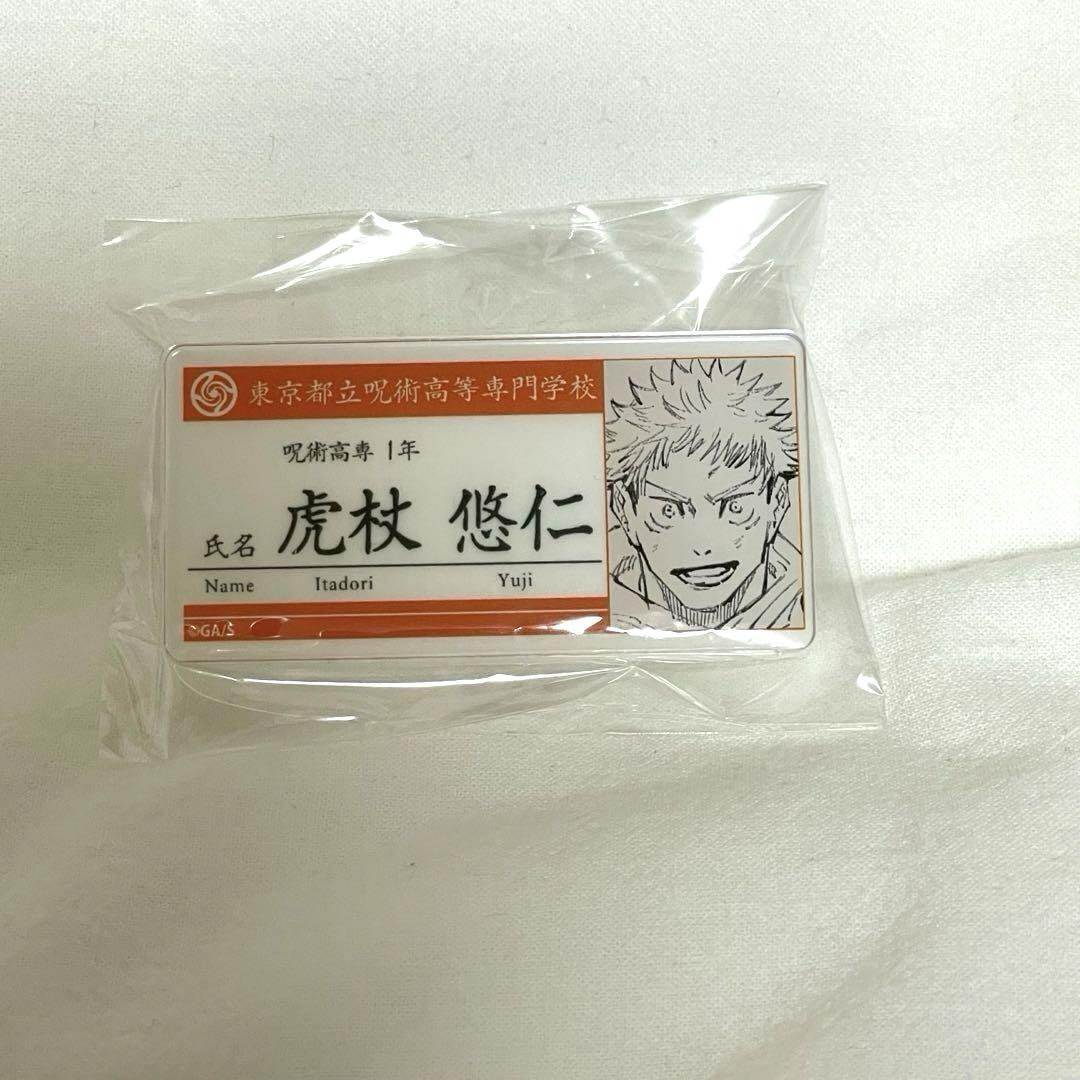 東京都立呪術高等専門学校
呪術高専 1年
氏名 虎杖 悠仁
Name Itadori Yuji
©GA/S